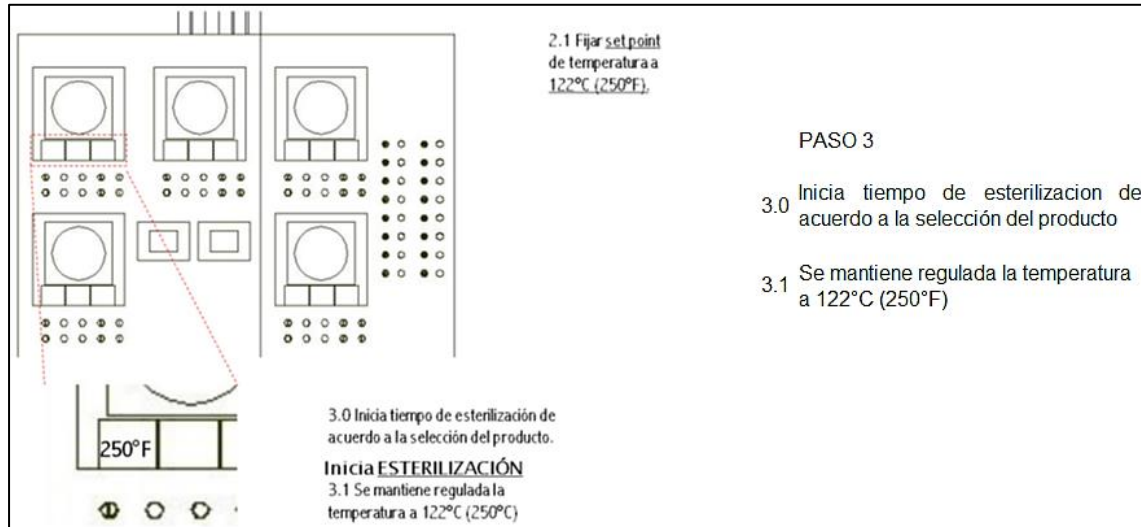 2.1 Fijar set point
de temperatura a
122°C (250°F).
250°F
3.0 Inicia tiempo de esterilización de
acuerdo a la selección del producto.
Inicia ESTERILIZACIÓN
3.1 Se mantiene regulada la
temperatura a 122°C (250°C)
PASO 3
3.0 Inicia tiempo de esterilizacion de
acuerdo a la selección del producto
3.1 Se mantiene regulada la temperatura
a 122°C (250°F)